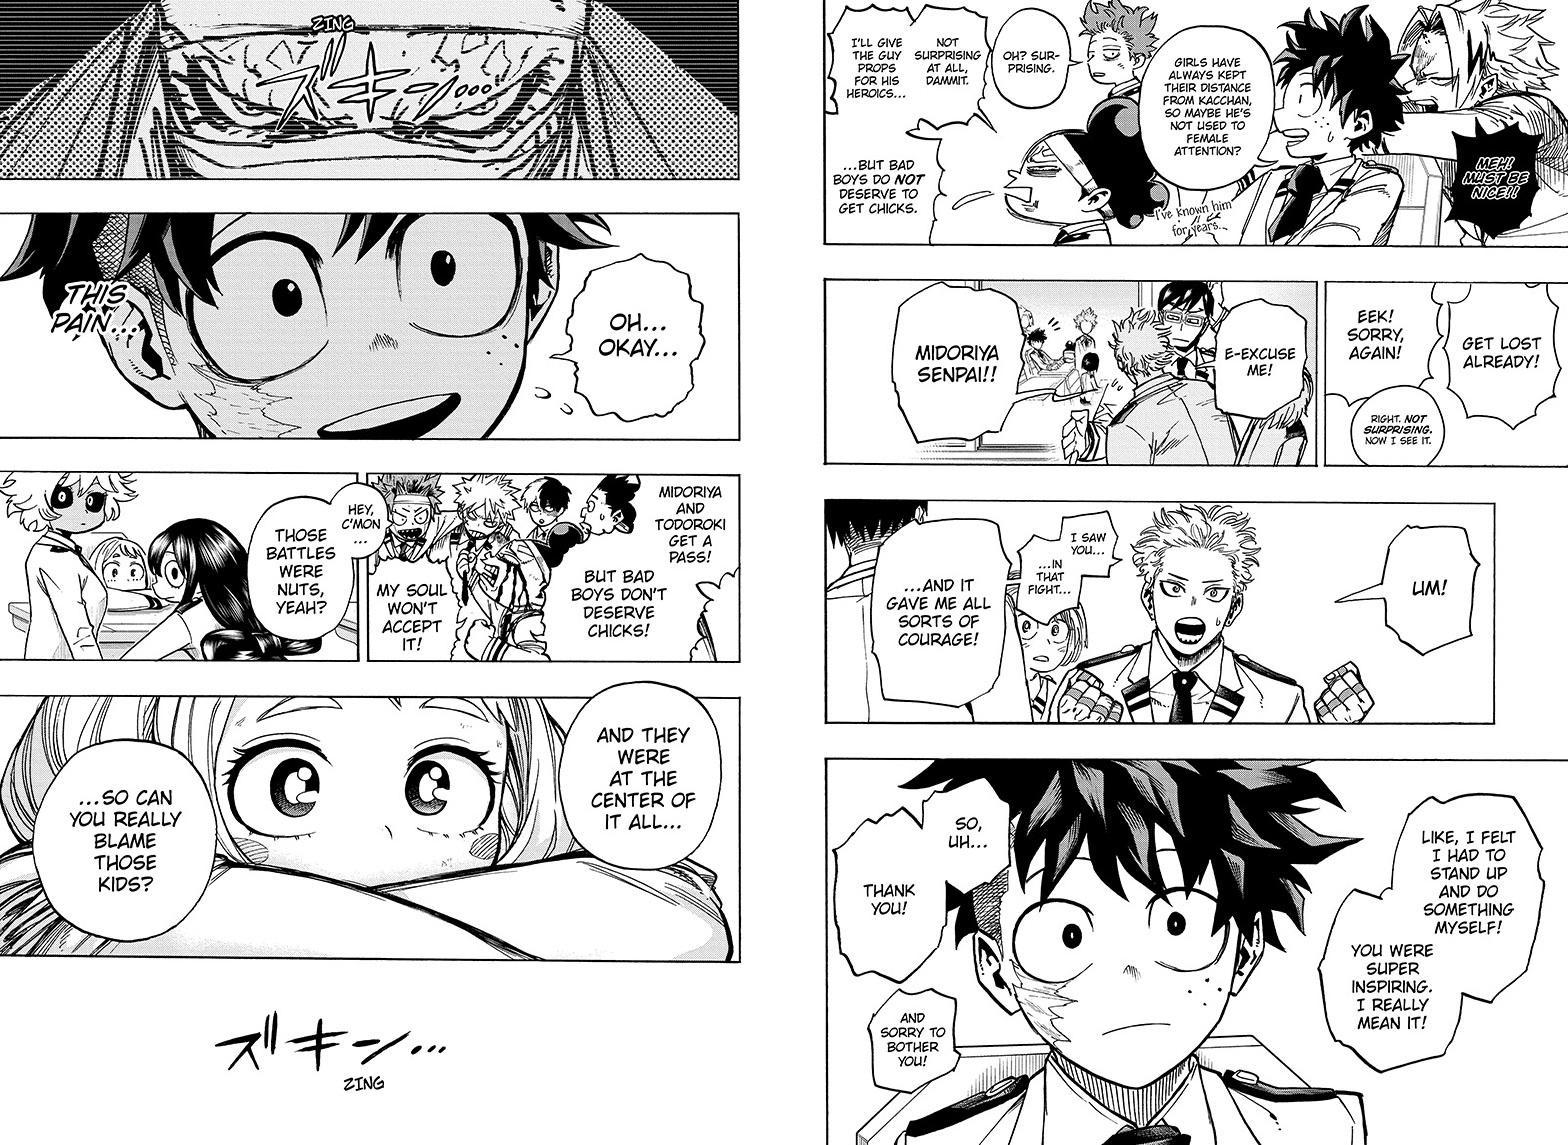 MEH!
MUST BE
NICE!!
GIRLS HAVE
ALWAYS KEPT
THEIR DISTANCE
FROM KACCHAN,
SO MAYBE HE'S
NOT USED TO
FEMALE
ATTENTION?
I've known him
for years...
OH? SUR-
PRISING.
NOT
SURPRISING
AT ALL,
DAMMIT.
I'LL GIVE
THE GUY
PROPS
FOR HIS
HEROICS...
...BUT BAD
BOYS DO NOT
DESERVE TO
GET CHICKS.
GET LOST
ALREADY!
EEK!
SORRY,
AGAIN!
RIGHT. NOT
SURPRISING.
NOW I SEE IT.
E-EXCUSE
ME!
MIDORIYA
SENPAI!!
UM!
I SAW
YOU...
...IN
THAT
FIGHT...
...AND IT
GAVE ME ALL
SORTS OF
COURAGE!
LIKE, I FELT
I HAD TO
STAND UP
AND DO
SOMETHING
MYSELF!
YOU WERE
SUPER
INSPIRING.
I REALLY
MEAN IT!
SO,
UH...
THANK
YOU!
AND
SORRY TO
BOTHER
YOU!
ZING
ズキン...
OH...
OKAY...
THIS
PAIN...
MIDORIYA
AND
TODOROKI
GET A
PASS!
BUT BAD
BOYS DON'T
DESERVE
CHICKS!
MY SOUL
WON'T
ACCEPT
IT!
HEY,
C'MON
...
THOSE
BATTLES
WERE
NUTS,
YEAH?
AND THEY
WERE
AT THE
CENTER OF
IT ALL...
...SO CAN
YOU REALLY
BLAME
THOSE
KIDS?
ズキン...
ZING